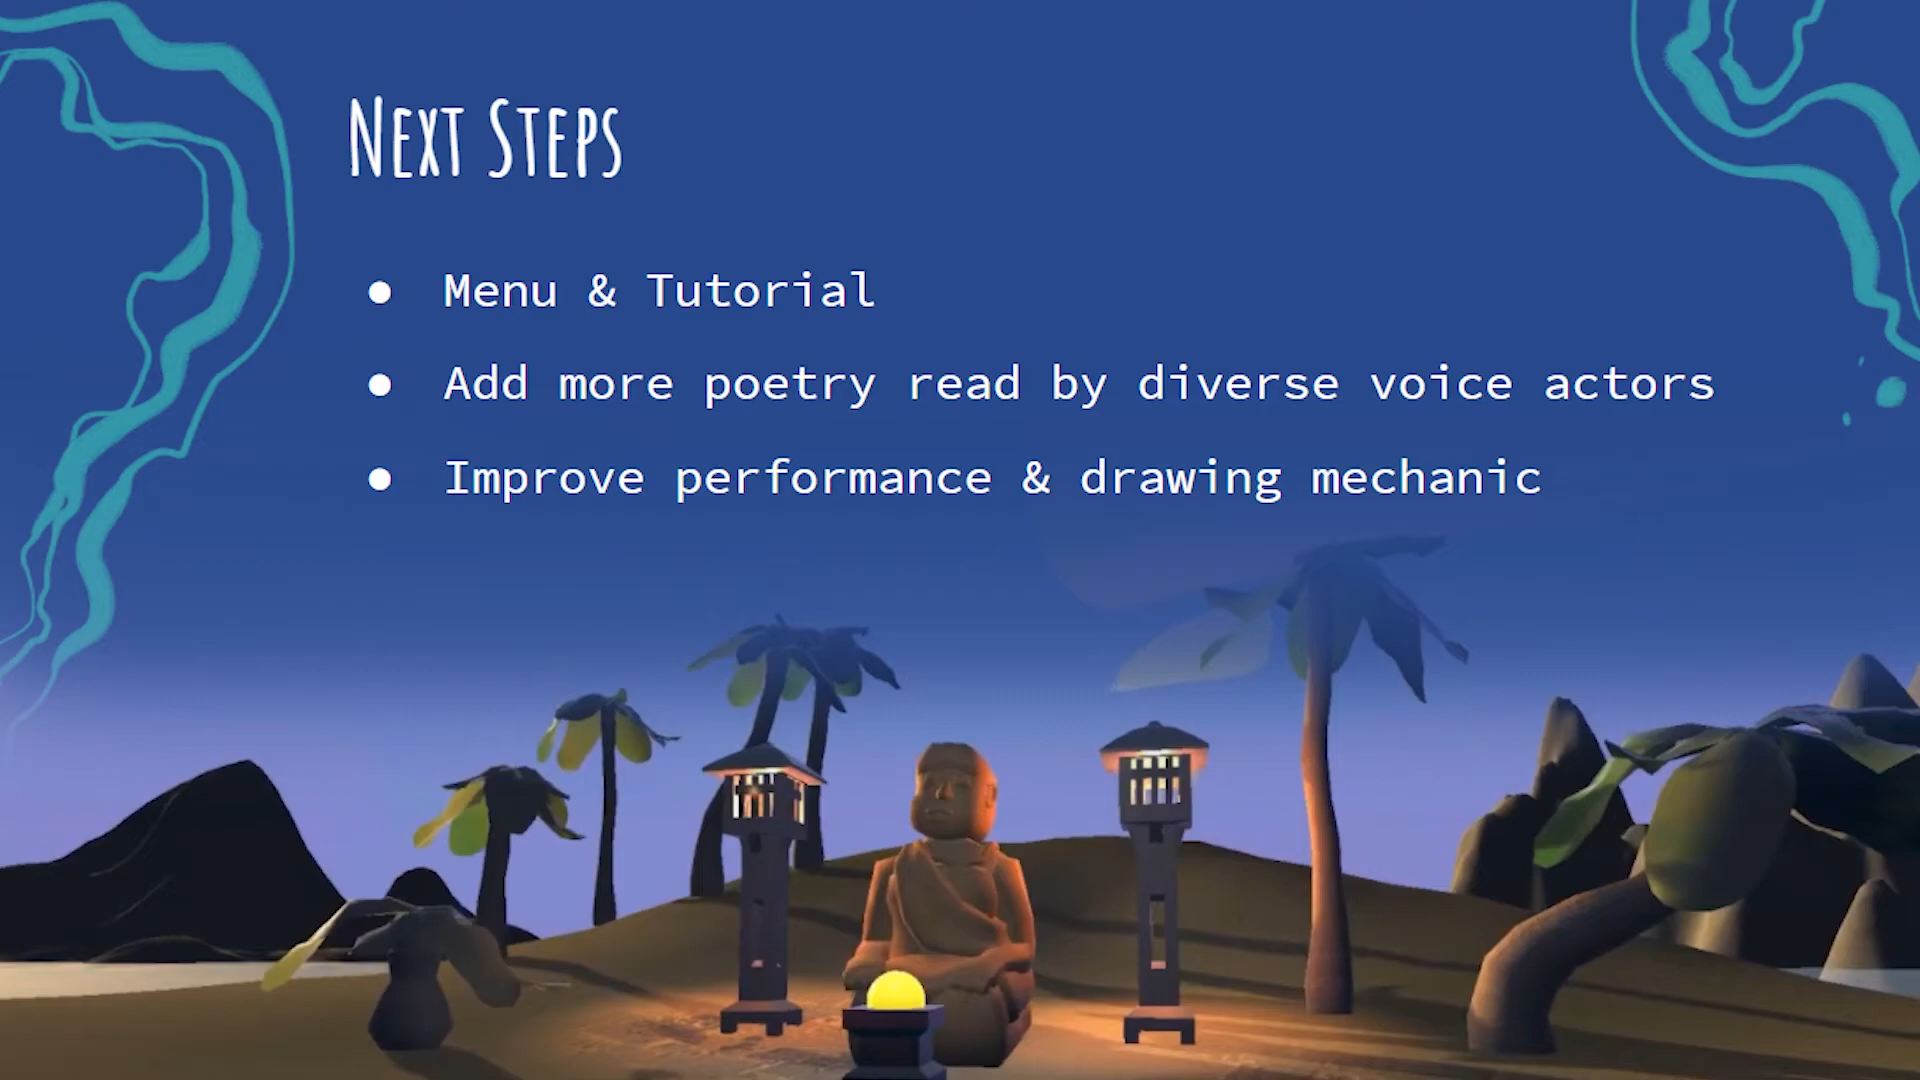 Next Steps
● Menu & Tutorial
● Add more poetry read by diverse voice actors
● Improve performance & drawing mechanic